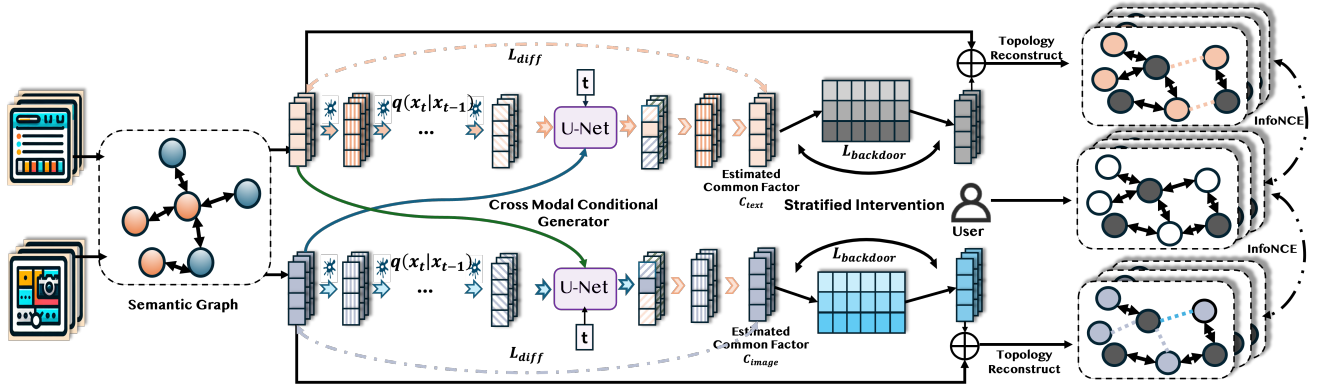 Topology
Reconstruct
L_diff
t
q(x_t|x_{t-1})
...
U-Net
InfoNCE
L_backdoor
Estimated
Common Factor
C_text
Cross Modal Conditional
Generator
Stratified Intervention
User
Semantic Graph
q(x_t|x_{t-1})
...
U-Net
L_backdoor
InfoNCE
t
L_diff
Estimated
Common Factor
C_image
Topology
Reconstruct